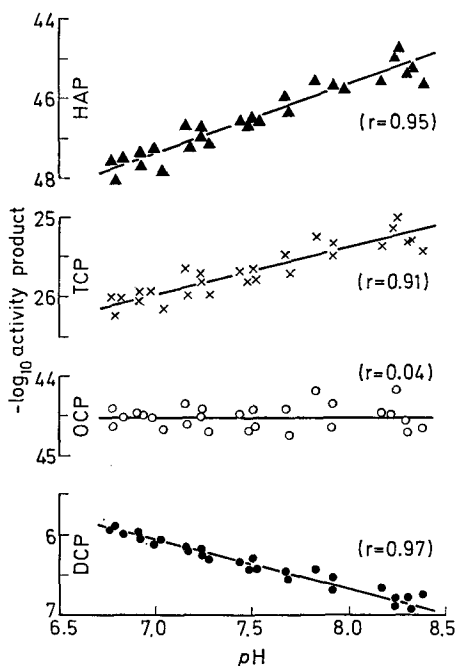 44
46
48
HAP
(r=0.95)
25
26
TCP
(r=0.91)
-log10 activity product
44
45
OCP
(r=0.04)
6
7
DCP
(r=0.97)
6.5 7.0 7.5 8.0 8.5
pH